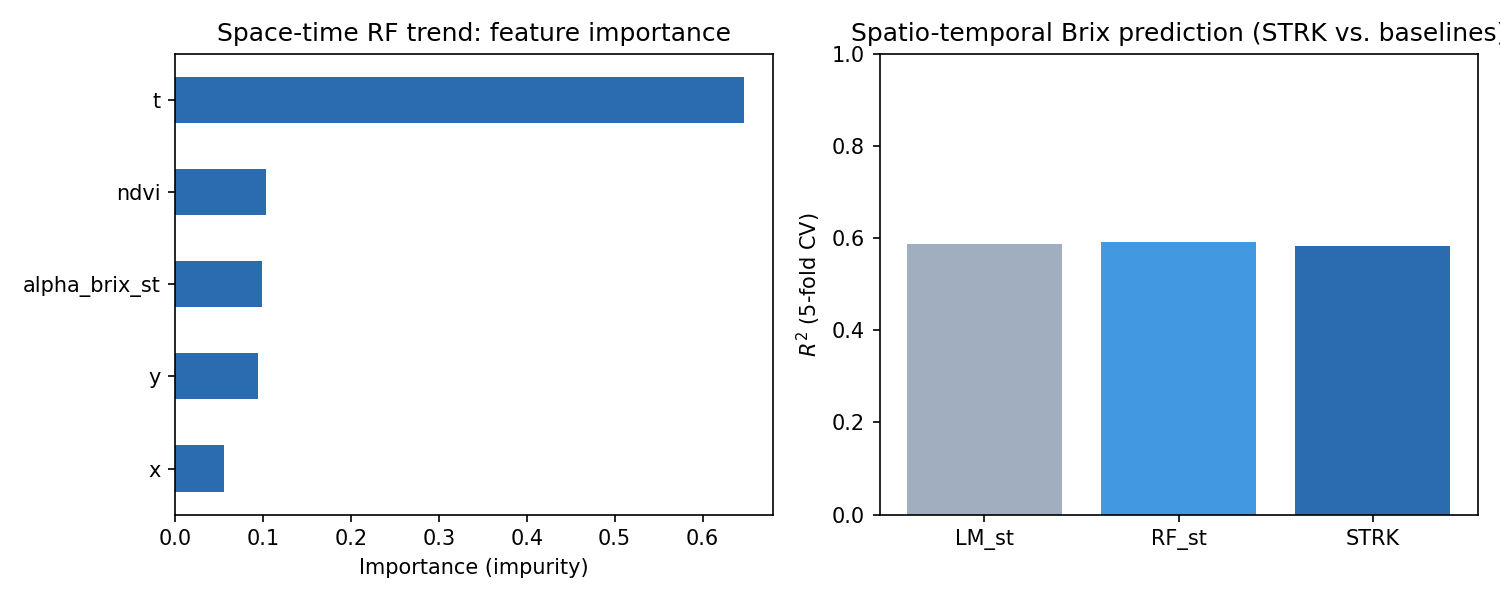 Space-time RF trend: feature importance
t
ndvi
alpha_brix_st
y
x
0.0 0.1 0.2 0.3 0.4 0.5 0.6
Importance (impurity)
Spatio-temporal Brix prediction (STRK vs. baselines)
1.0
0.8
0.6
0.4
0.2
0.0
R² (5-fold CV)
LM_st RF_st STRK